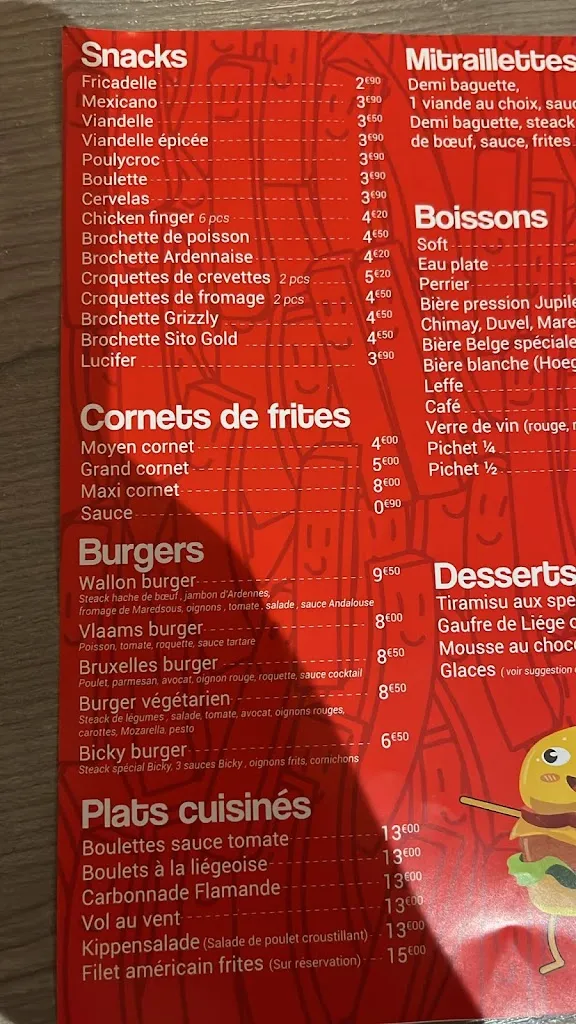 Snacks
Fricadelle 2€90
Mexicano 3€90
Viandelle 3€50
Viandelle épicée 3€90
Poulycroc 3€90
Boulette 3€90
Cervelas 3€90
Chicken finger 6 pcs 4€20
Brochette de poisson 4€50
Brochette Ardennaise 4€20
Croquettes de crevettes 2 pcs 5€20
Croquettes de fromage 2 pcs 4€50
Brochette Grizzly 4€50
Brochette Sito Gold 4€50
Lucifer 3€90
Cornets de frites
Moyen cornet 4€00
Grand cornet 5€00
Maxi cornet 8€00
Sauce 0€90
Burgers
Wallon burger 9€50
Steack hache de bœuf, jambon d'Ardennes,
fromage de Maredsous, oignons, tomate, salade, sauce Andalouse
Vlaams burger 8€00
Poisson, tomate, roquette, sauce tartare
Bruxelles burger 8€50
Poulet, parmesan, avocat, oignon rouge, roquette, sauce cocktail
Burger végétarien 8€50
Steack de légumes, salade, tomate, avocat, oignons rouges,
carottes, Mozarella, pesto
Bicky burger 6€50
Steack spécial Bicky, 3 sauces Bicky, oignons frits, cornichons
Plats cuisinés
Boulettes sauce tomate 13€00
Boulets à la liégeoise 13€00
Carbonnade Flamande 13€00
Vol au vent 13€00
Kippensalade (Salade de poulet croustillant) 13€00
Filet américain frites (Sur réservation) 15€00
Mitraillettes
Demi baguette,
1 viande au choix, sauc
Demi baguette, steack
de bœuf, sauce, frites
Boissons
Soft
Eau plate
Perrier
Bière pression Jupile
Chimay, Duvel, Mare
Bière Belge spéciale
Bière blanche (Hoeg
Leffe
Café
Verre de vin (rouge, r
Pichet ¼
Pichet ½
Desserts
Tiramisu aux spe
Gaufre de Liége o
Mousse au choco
Glaces (voir suggestion